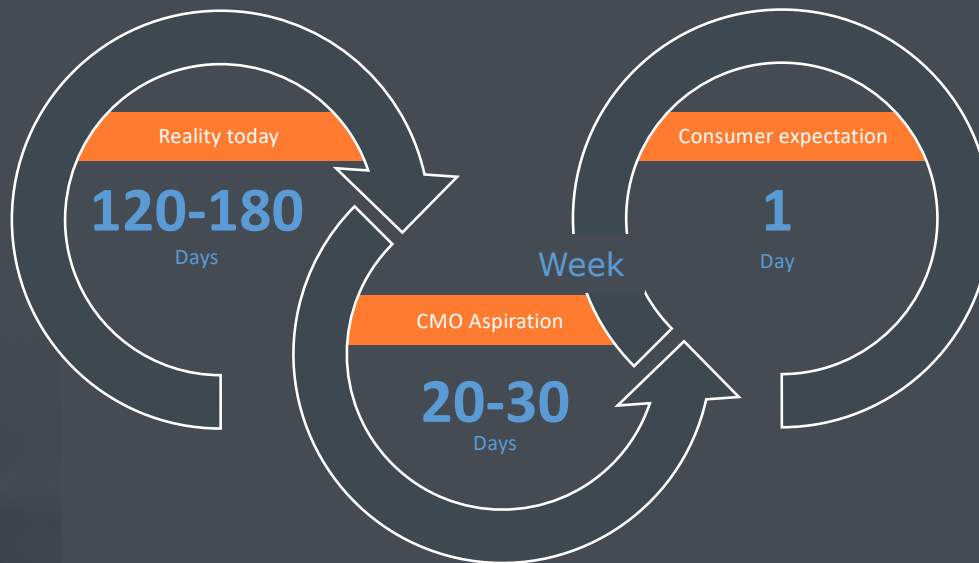 Reality today
120-180
Days
CMO Aspiration
20-30
Days
Week
Consumer expectation
1
Day